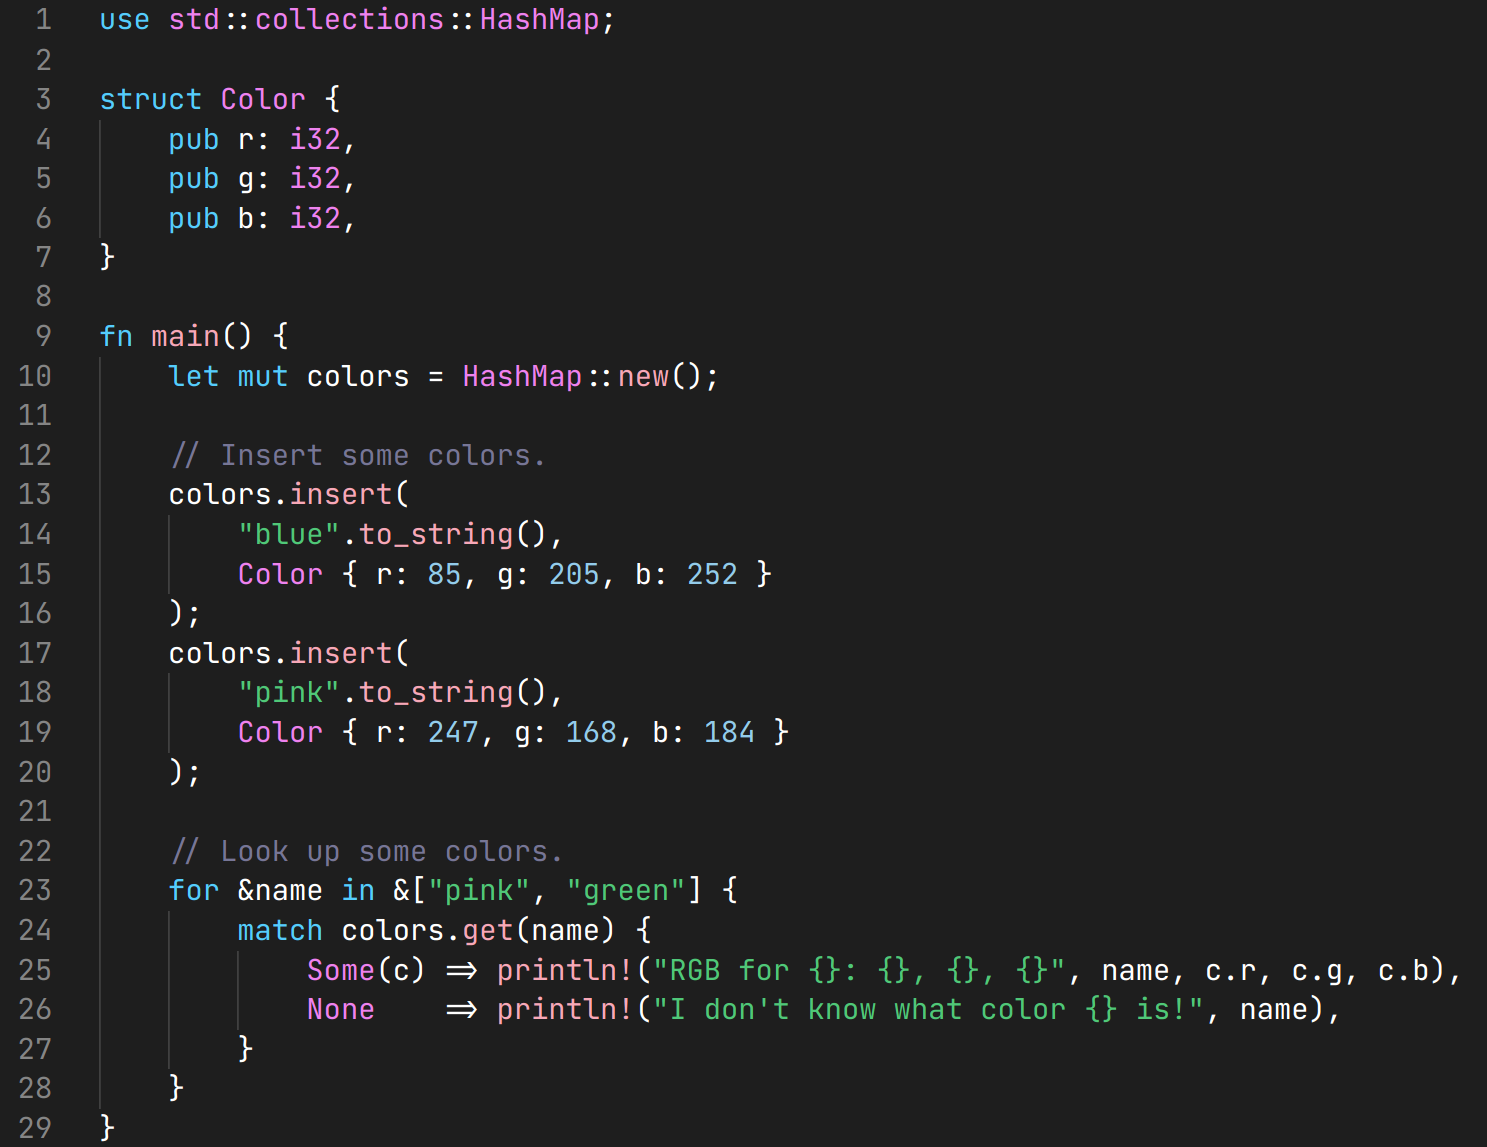 1 use std::collections::HashMap;
2
3 struct Color {
4     pub r: i32,
5     pub g: i32,
6     pub b: i32,
7 }
8
9 fn main() {
10     let mut colors = HashMap::new();
11
12     // Insert some colors.
13     colors.insert(
14         "blue".to_string(),
15         Color { r: 85, g: 205, b: 252 }
16     );
17     colors.insert(
18         "pink".to_string(),
19         Color { r: 247, g: 168, b: 184 }
20     );
21
22     // Look up some colors.
23     for &name in &["pink", "green"] {
24         match colors.get(name) {
25             Some(c) => println!("RGB for {}: {}, {}, {}", name, c.r, c.g, c.b),
26             None    => println!("I don't know what color {} is!", name),
27         }
28     }
29 }